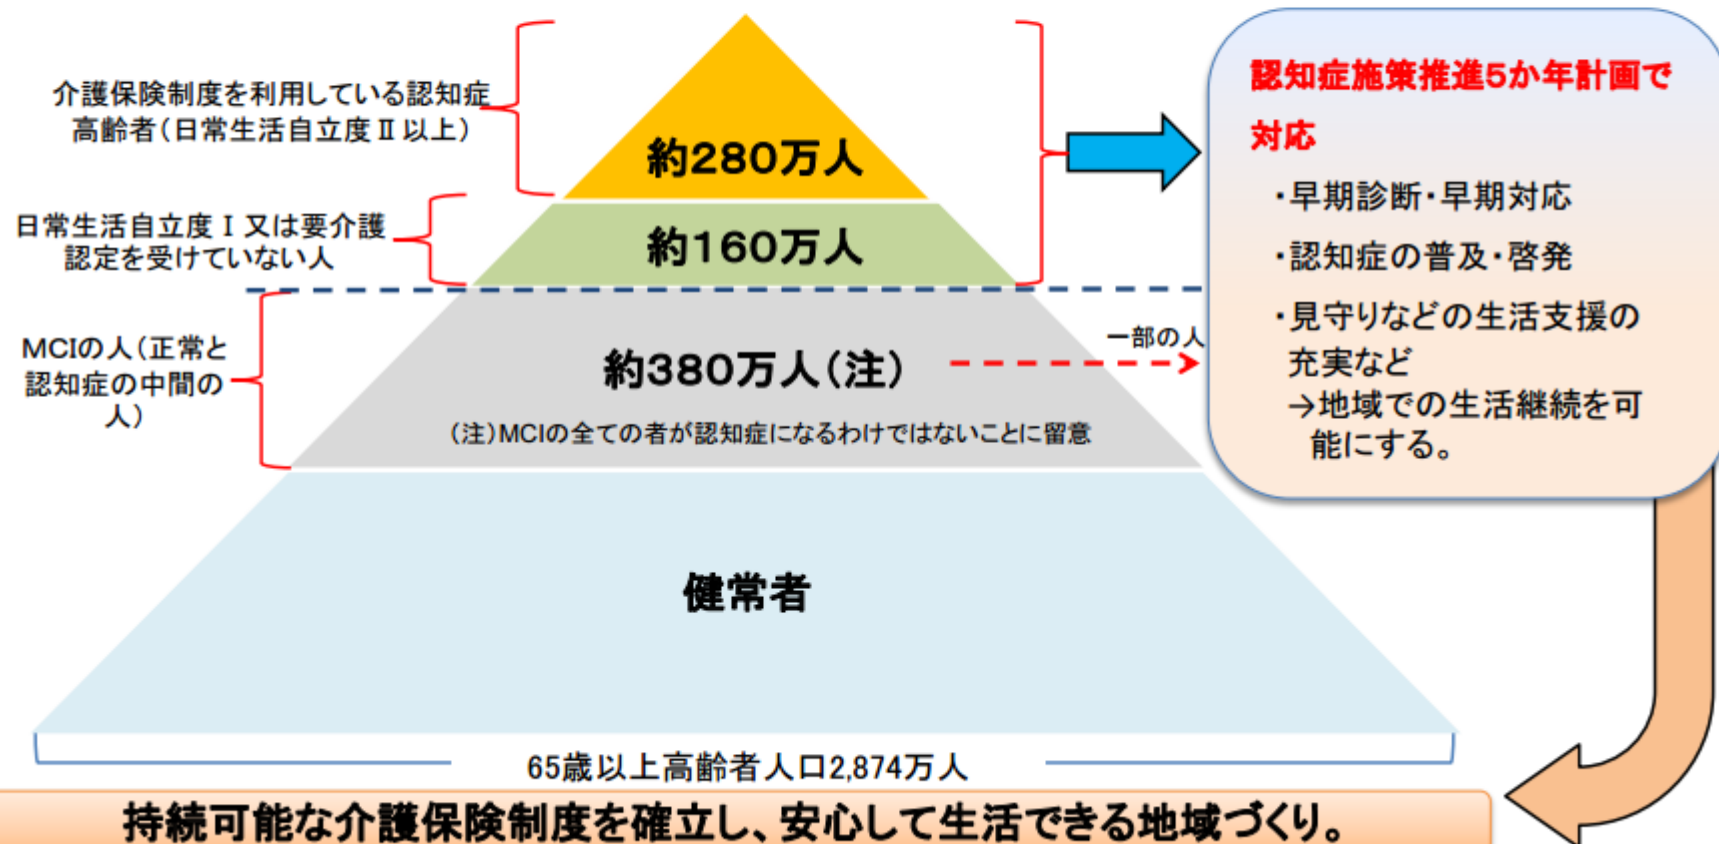 介護保険制度を利用している認知症
高齢者(日常生活自立度Ⅱ以上)
約280万人
日常生活自立度Ⅰ又は要介護
認定を受けていない人
約160万人
MCIの人(正常と
認知症の中間の
人)
約380万人(注)
(注)MCIの全ての者が認知症になるわけではないことに留意
一部の人
健常者
65歳以上高齢者人口2,874万人
認知症施策推進5か年計画で
対応
・早期診断・早期対応
・認知症の普及・啓発
・見守りなどの生活支援の
充実など
→地域での生活継続を可
能にする。
持続可能な介護保険制度を確立し、安心して生活できる地域づくり。